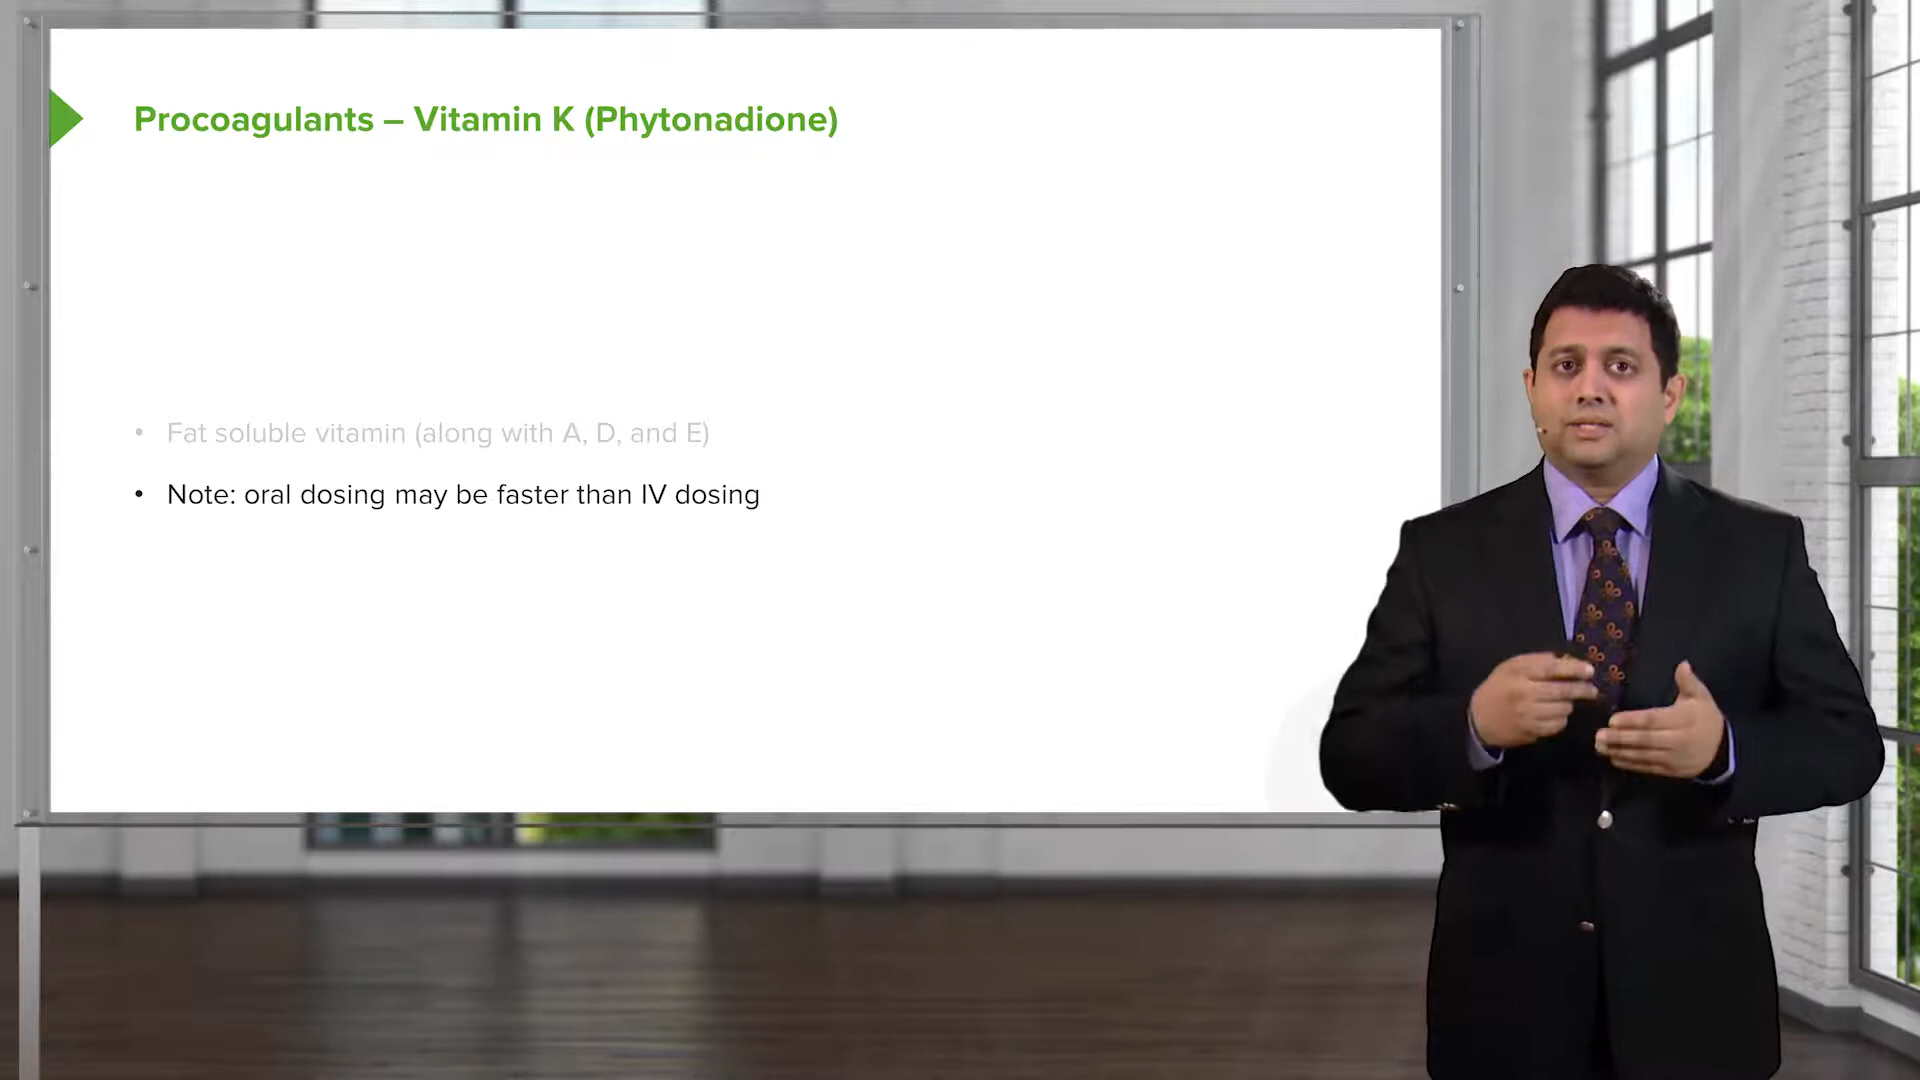 Procoagulants – Vitamin K (Phytonadione)
• Fat soluble vitamin (along with A, D, and E)
• Note: oral dosing may be faster than IV dosing